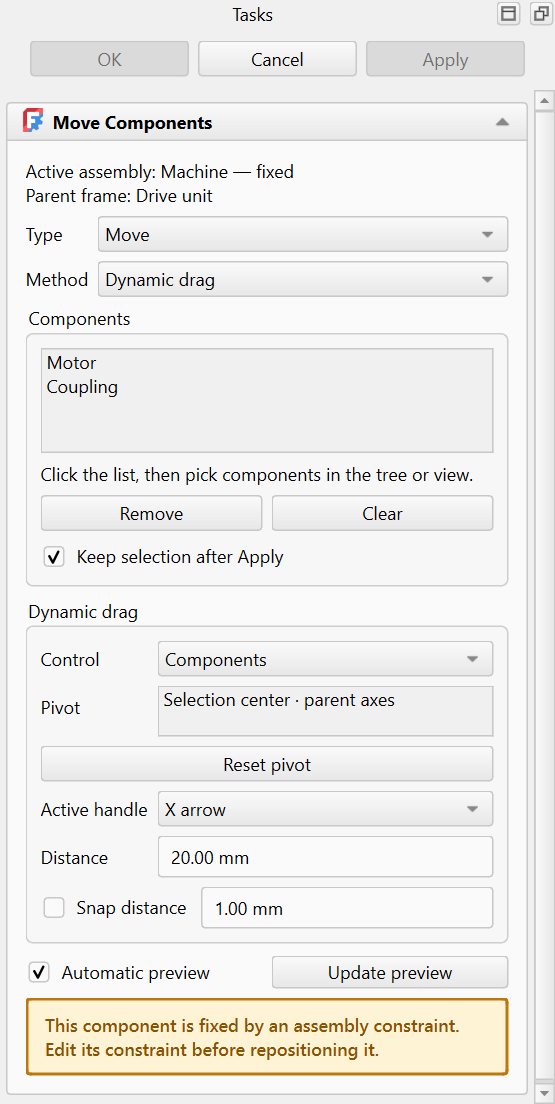 Tasks
OK Cancel Apply
Move Components
Active assembly: Machine — fixed
Parent frame: Drive unit
Type Move
Method Dynamic drag
Components
Motor
Coupling
Click the list, then pick components in the tree or view.
Remove Clear
Keep selection after Apply
Dynamic drag
Control Components
Pivot Selection center · parent axes
Reset pivot
Active handle X arrow
Distance 20.00 mm
Snap distance 1.00 mm
Automatic preview Update preview
This component is fixed by an assembly constraint.
Edit its constraint before repositioning it.